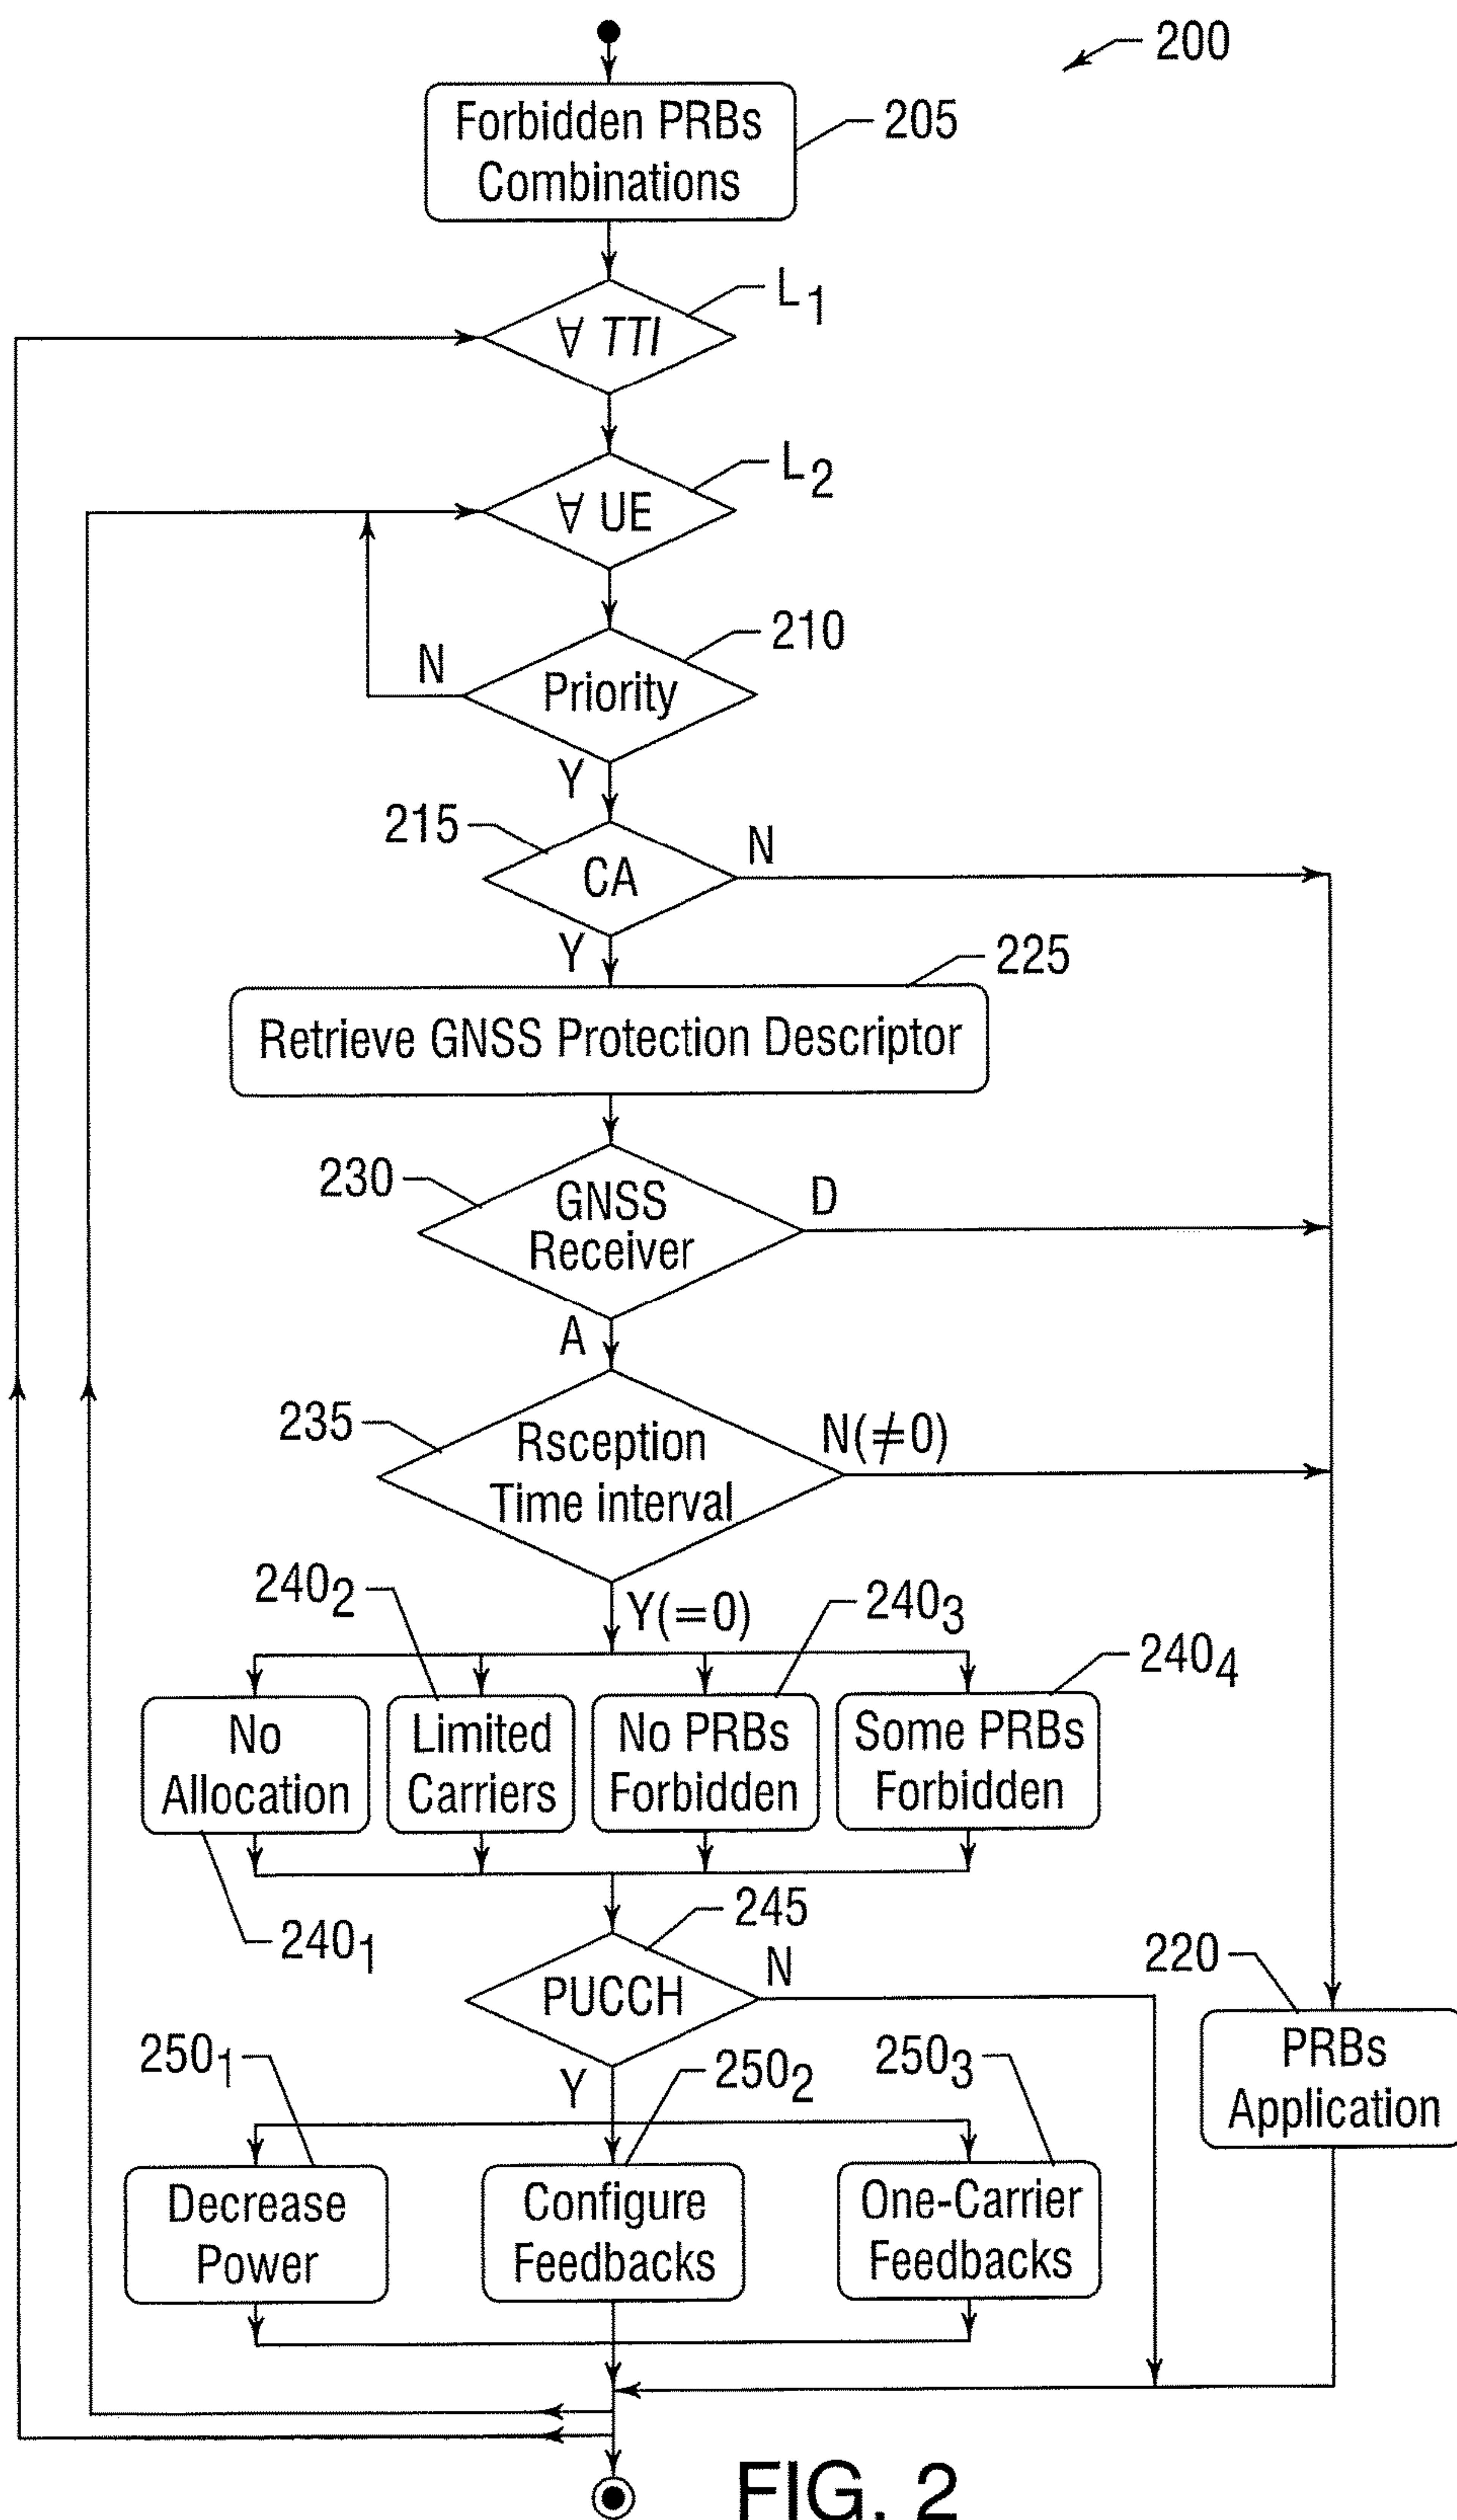 200
Forbidden PRBs
Combinations
205
∀ TTI
L1
∀ UE
L2
210
N
Priority
Y
215
CA
N
Y
225
Retrieve GNSS Protection Descriptor
230
GNSS
Receiver
D
A
235
Rsception
Time interval
N(≠0)
2402
Y(=0)
2403
2404
No
Allocation
Limited
Carriers
No PRBs
Forbidden
Some PRBs
Forbidden
2401
245
PUCCH
N
220
PRBs
Application
2501
Y
2502
2503
Decrease
Power
Configure
Feedbacks
One-Carrier
Feedbacks
FIG. 2